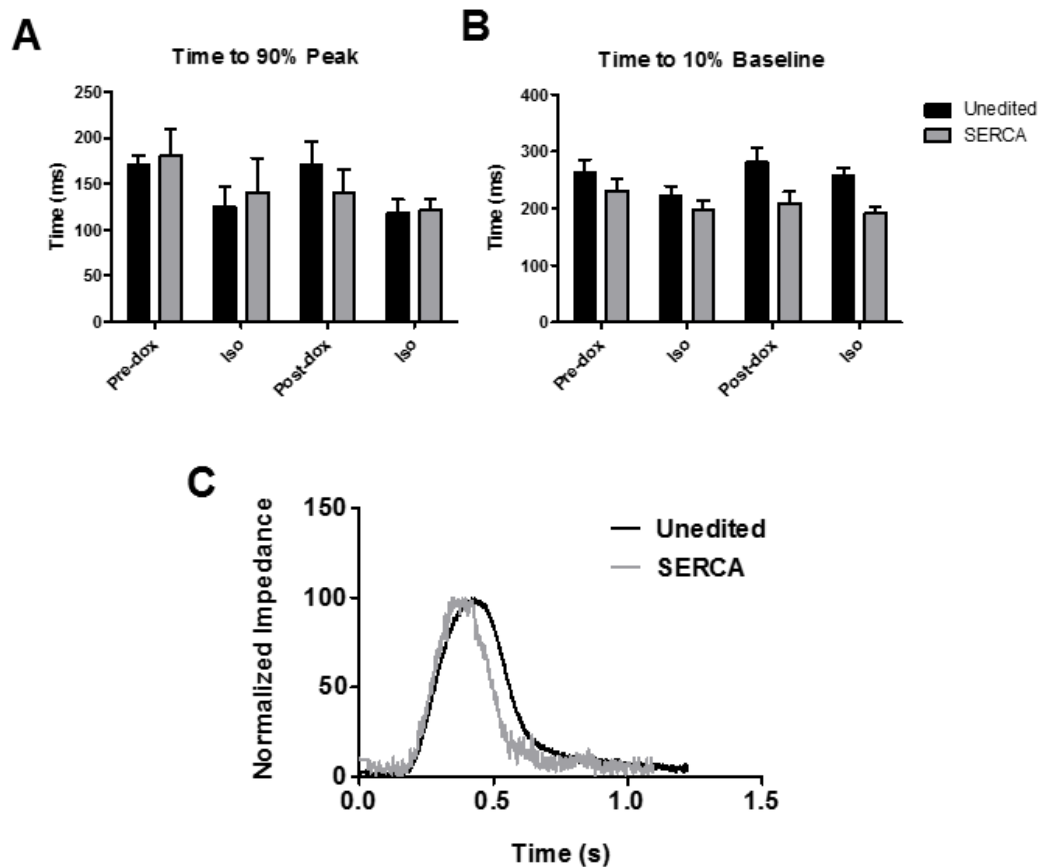 A
Time to 90% Peak
Time (ms)
250
200
150
100
50
0
Pre-dox
Iso
Post-dox
Iso
B
Time to 10% Baseline
Time (ms)
400
300
200
100
0
Pre-dox
Iso
Post-dox
Iso
Unedited
SERCA
C
Normalized Impedance
150
100
50
0
Unedited
SERCA
0.0
0.5
1.0
1.5
Time (s)